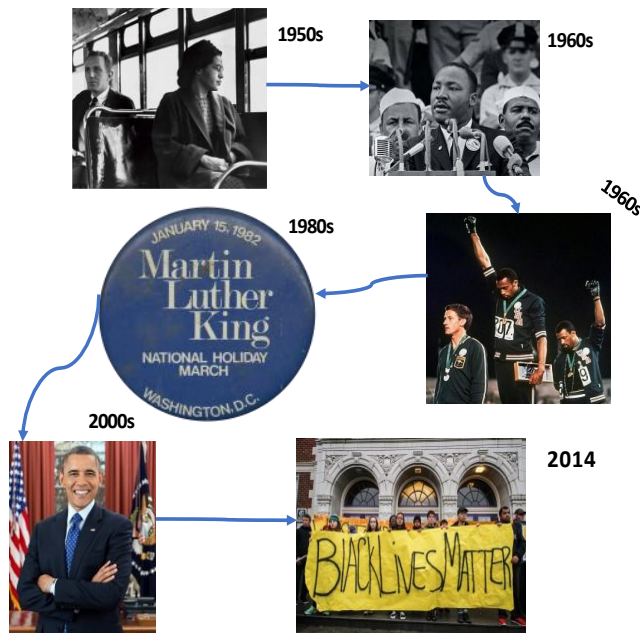 1950s
1960s
1960s
307
1980s
JANUARY 15, 1982
Martin
Luther
King
NATIONAL HOLIDAY
MARCH
WASHINGTON, D.C.
2000s
2014
BLACK LIVES MATTER